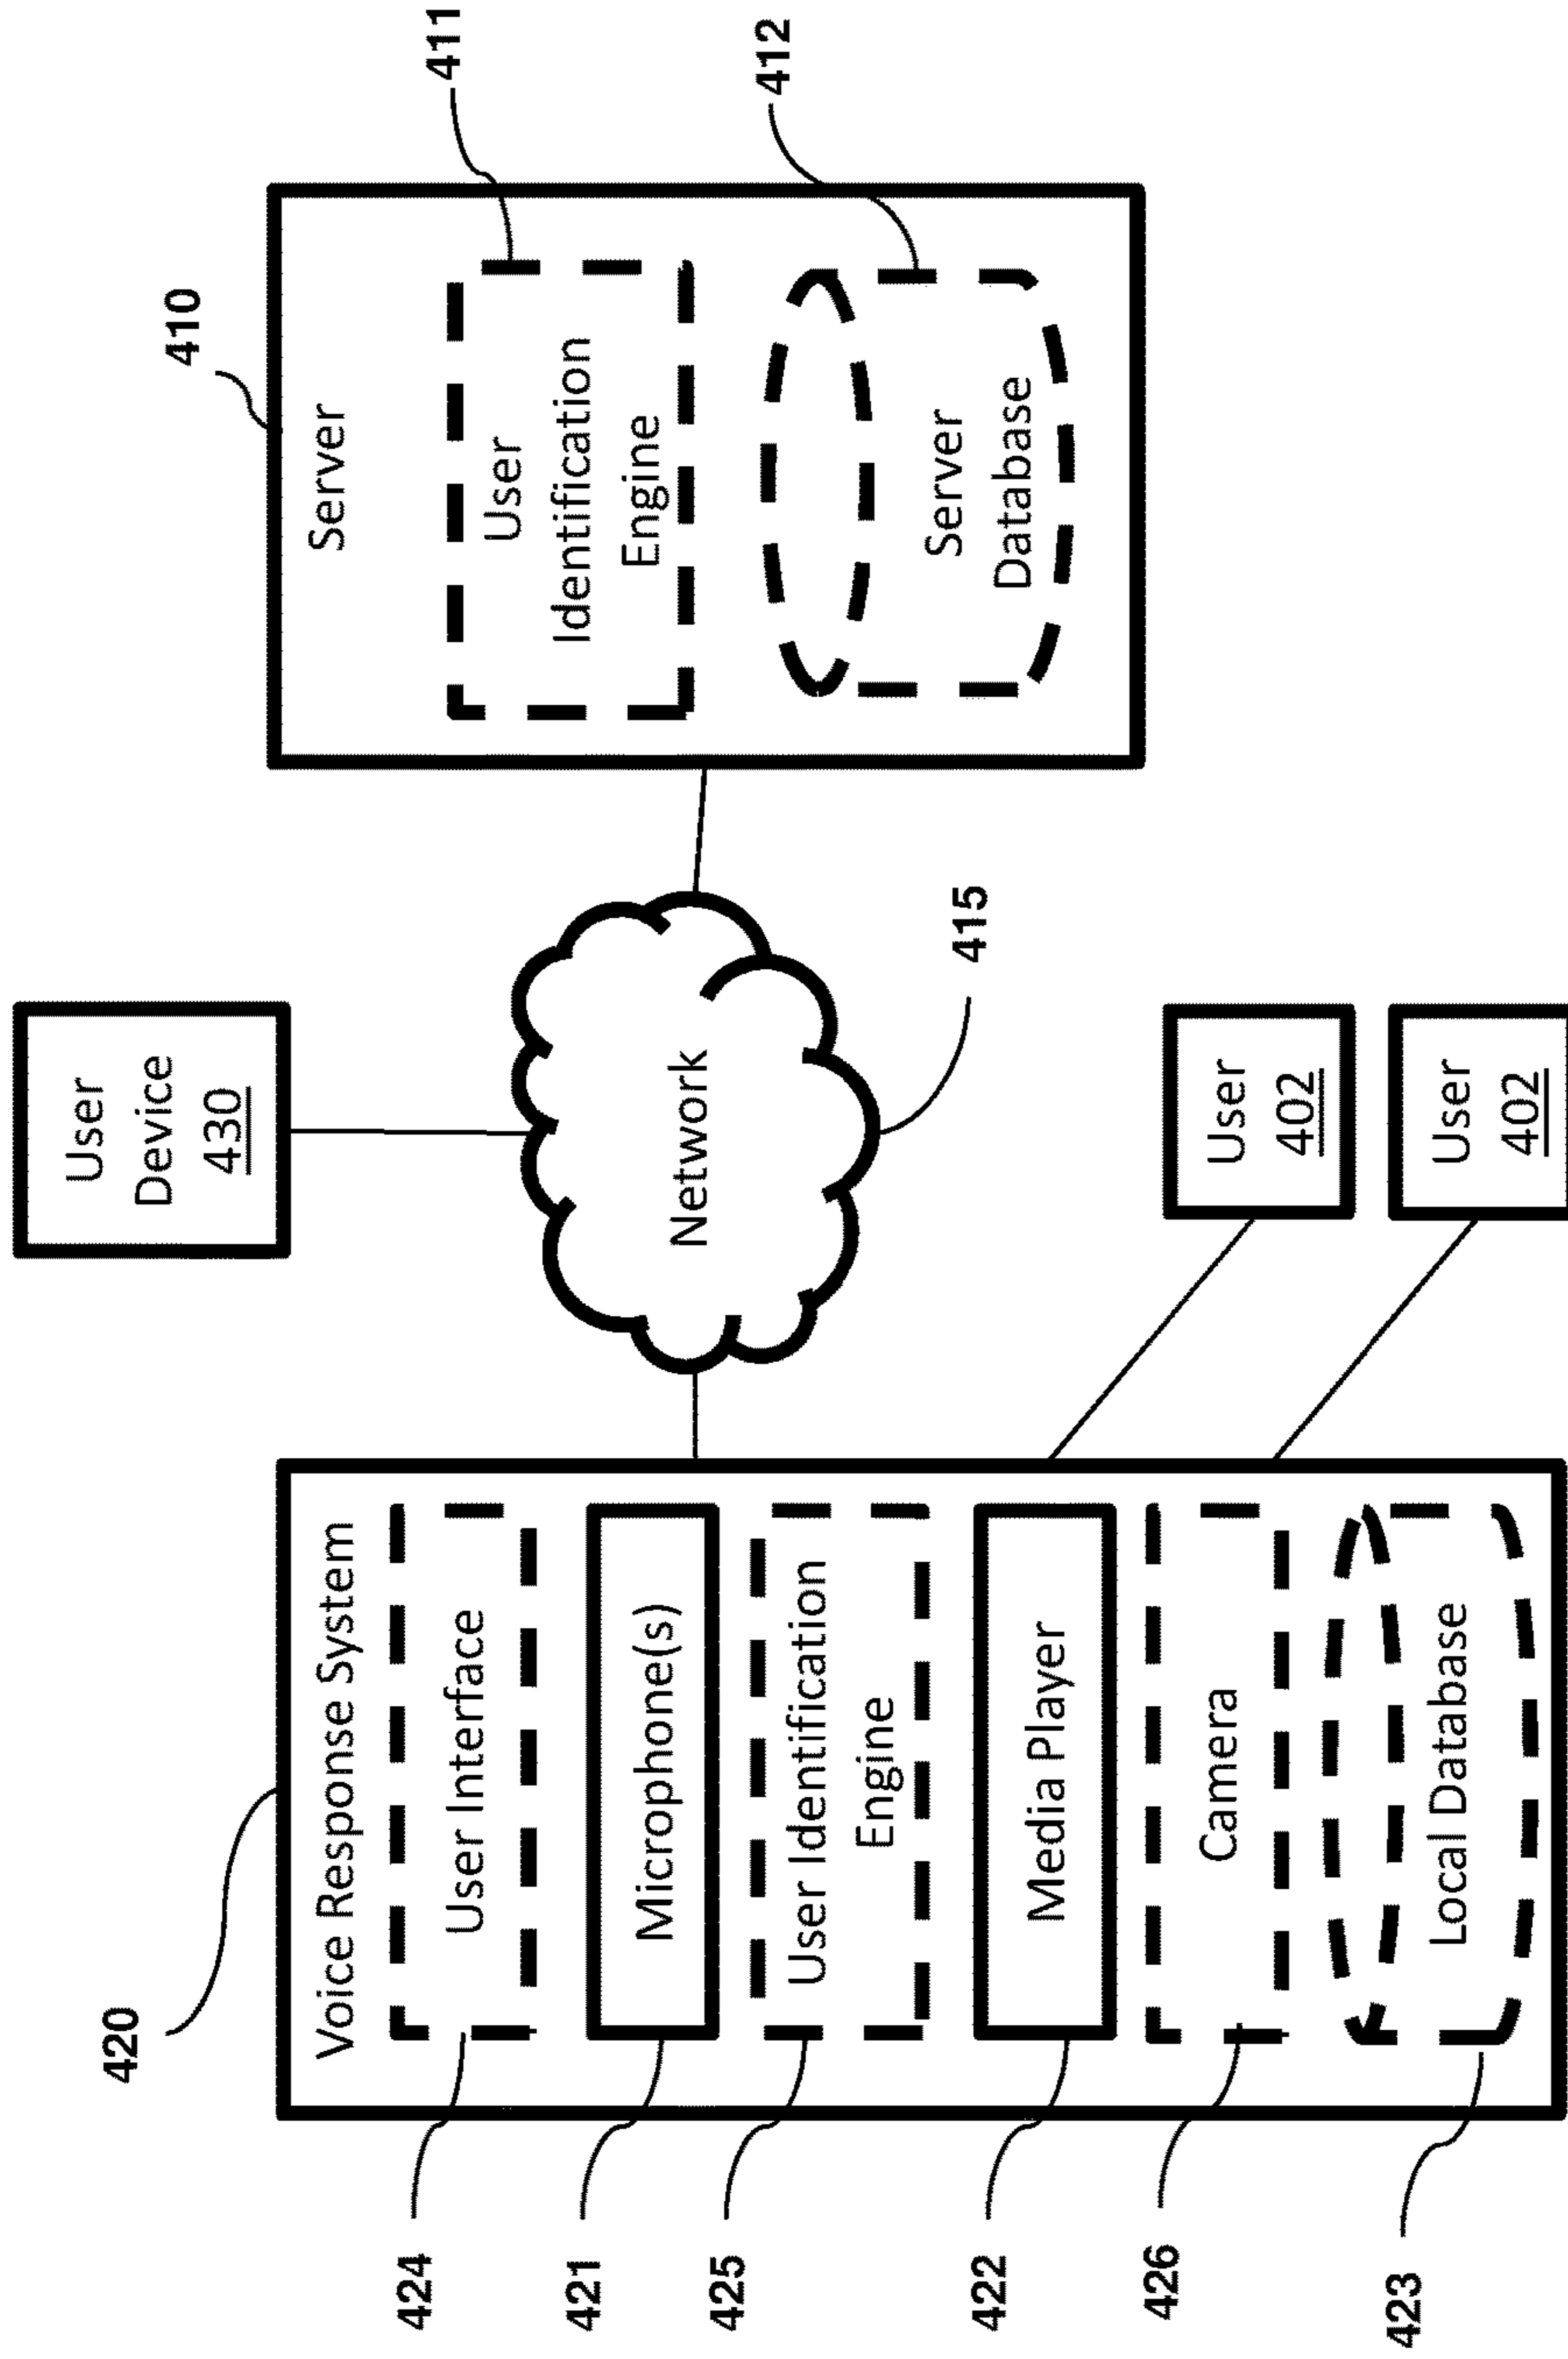 420
Voice Response System
424
User Interface
421
Microphone(s)
425
User Identification
Engine
422
Media Player
426
Camera
423
Local Database
User
Device
430
Network
415
User
402
User
402
410
Server
411
User
Identification
Engine
412
Server
Database